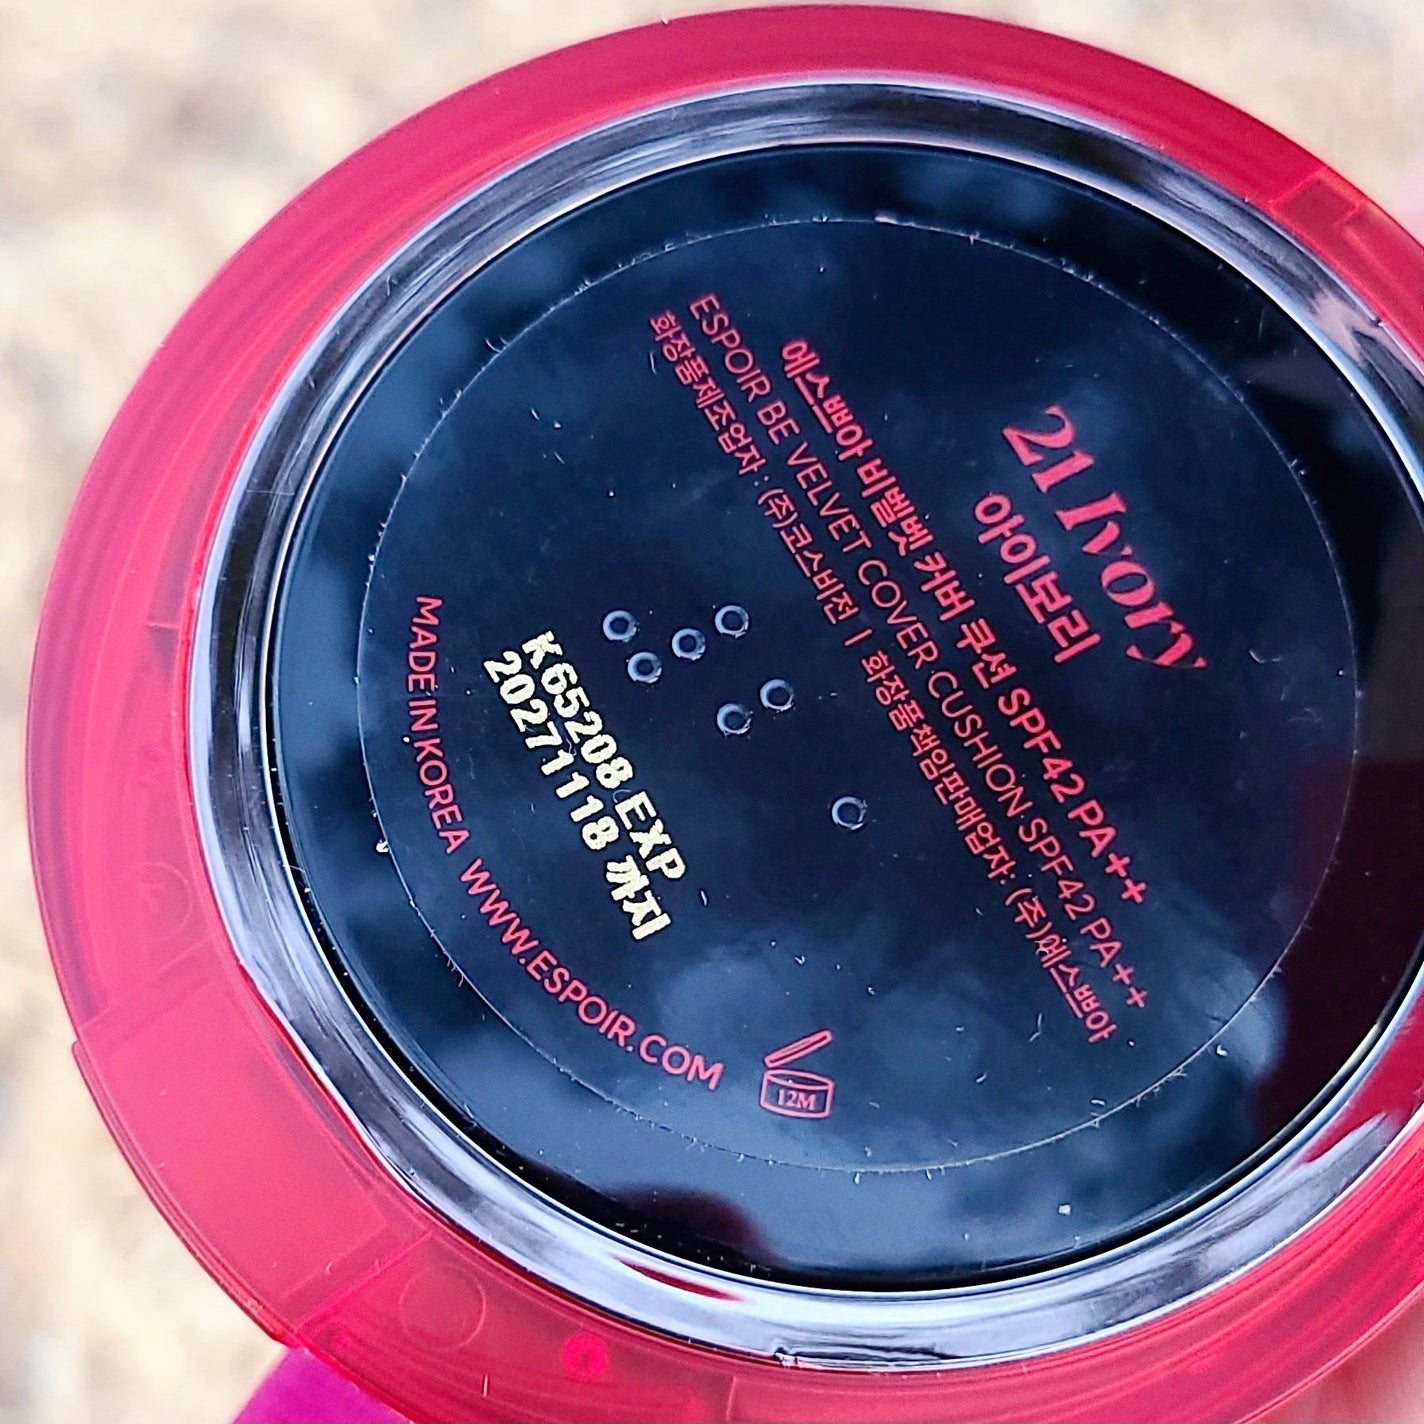 21 Ivory
아이보리
에스쁘아 비벨벳 커버 쿠션 SPF42 PA++
ESPOIR BE VELVET COVER CUSHION SPF42 PA++
화장품제조업자 : (주)코스비전 | 화장품책임판매업자: (주)에스쁘아
K65208 EXP
20271118 까지
MADE IN KOREA WWW.ESPOIR.COM
12M